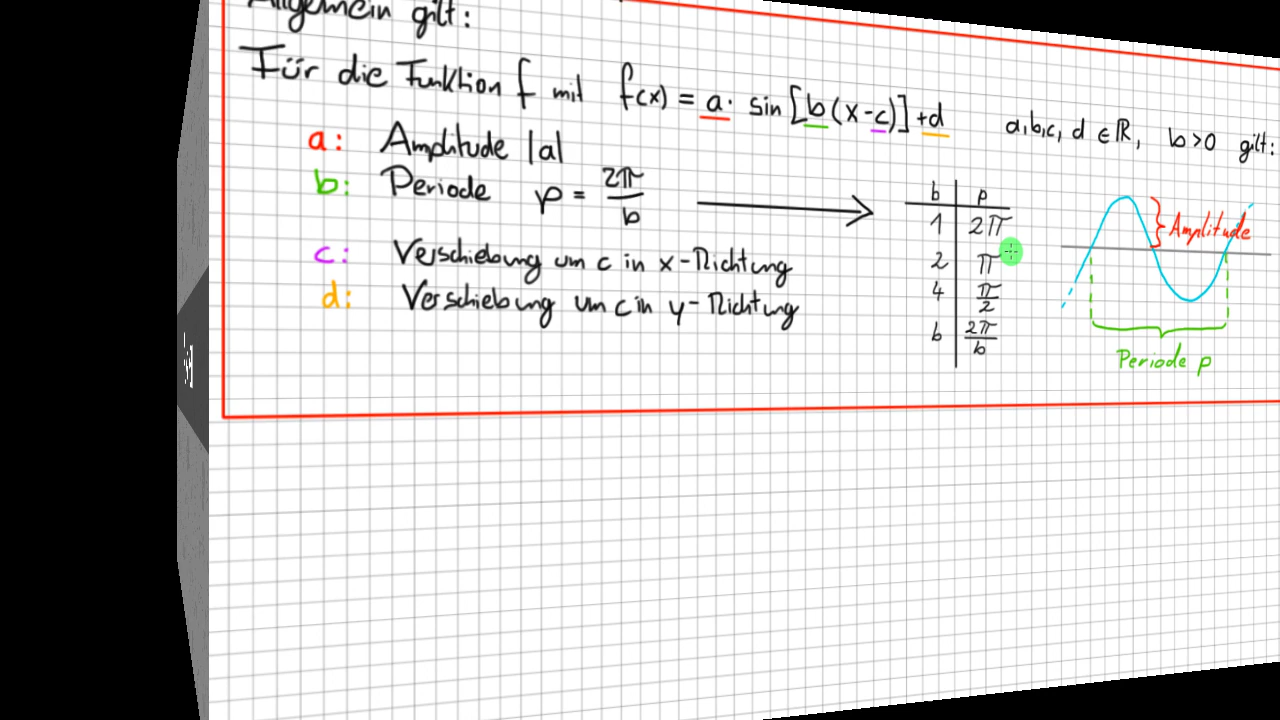 Allgemein gilt:
Für die Funktion f mit f(x) = a · sin [b(x-c)] +d a,b,c, d ∈ ℝ, b>0 gilt:
a: Amplitude |a|
b: Periode p = 2π/b
c: Verschiebung um c in x-Richtung
d: Verschiebung um c in y-Richtung
b p
1 2π
2 π
4 π/2
b 2π/b
Amplitude
Periode p